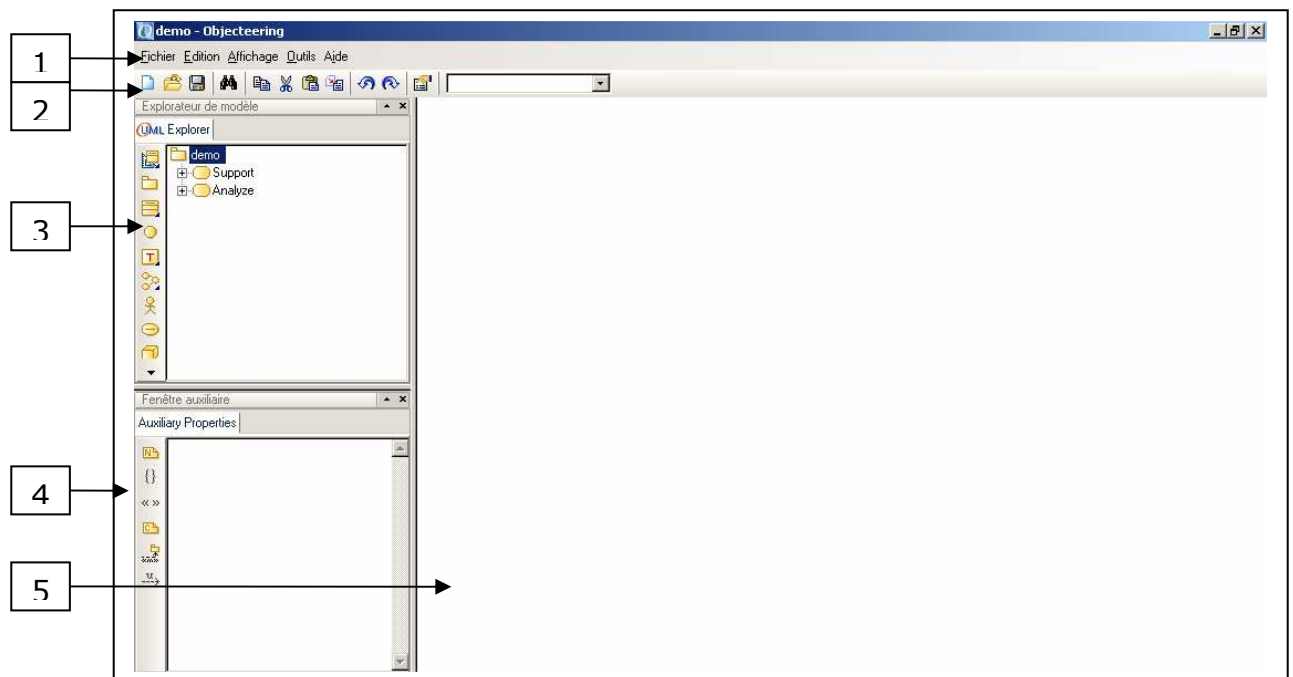 demo - Objecteering
1
Fichier Edition Affichage Outils Aide
2
Explorateur de modèle
UML Explorer
demo
Support
Analyze
3
T
Fenêtre auxiliaire
Auxiliary Properties
N
{}
4
« »
C
5